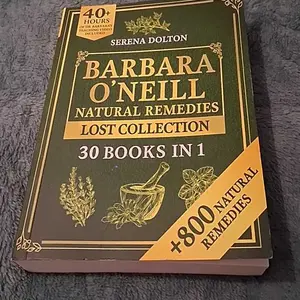 40+
HOURS
SERENA DOLTON
BARBARA
O'NEILL
NATURAL REMEDIES
LOST COLLECTION
30 BOOKS IN 1
+800 NATURAL
REMEDIES